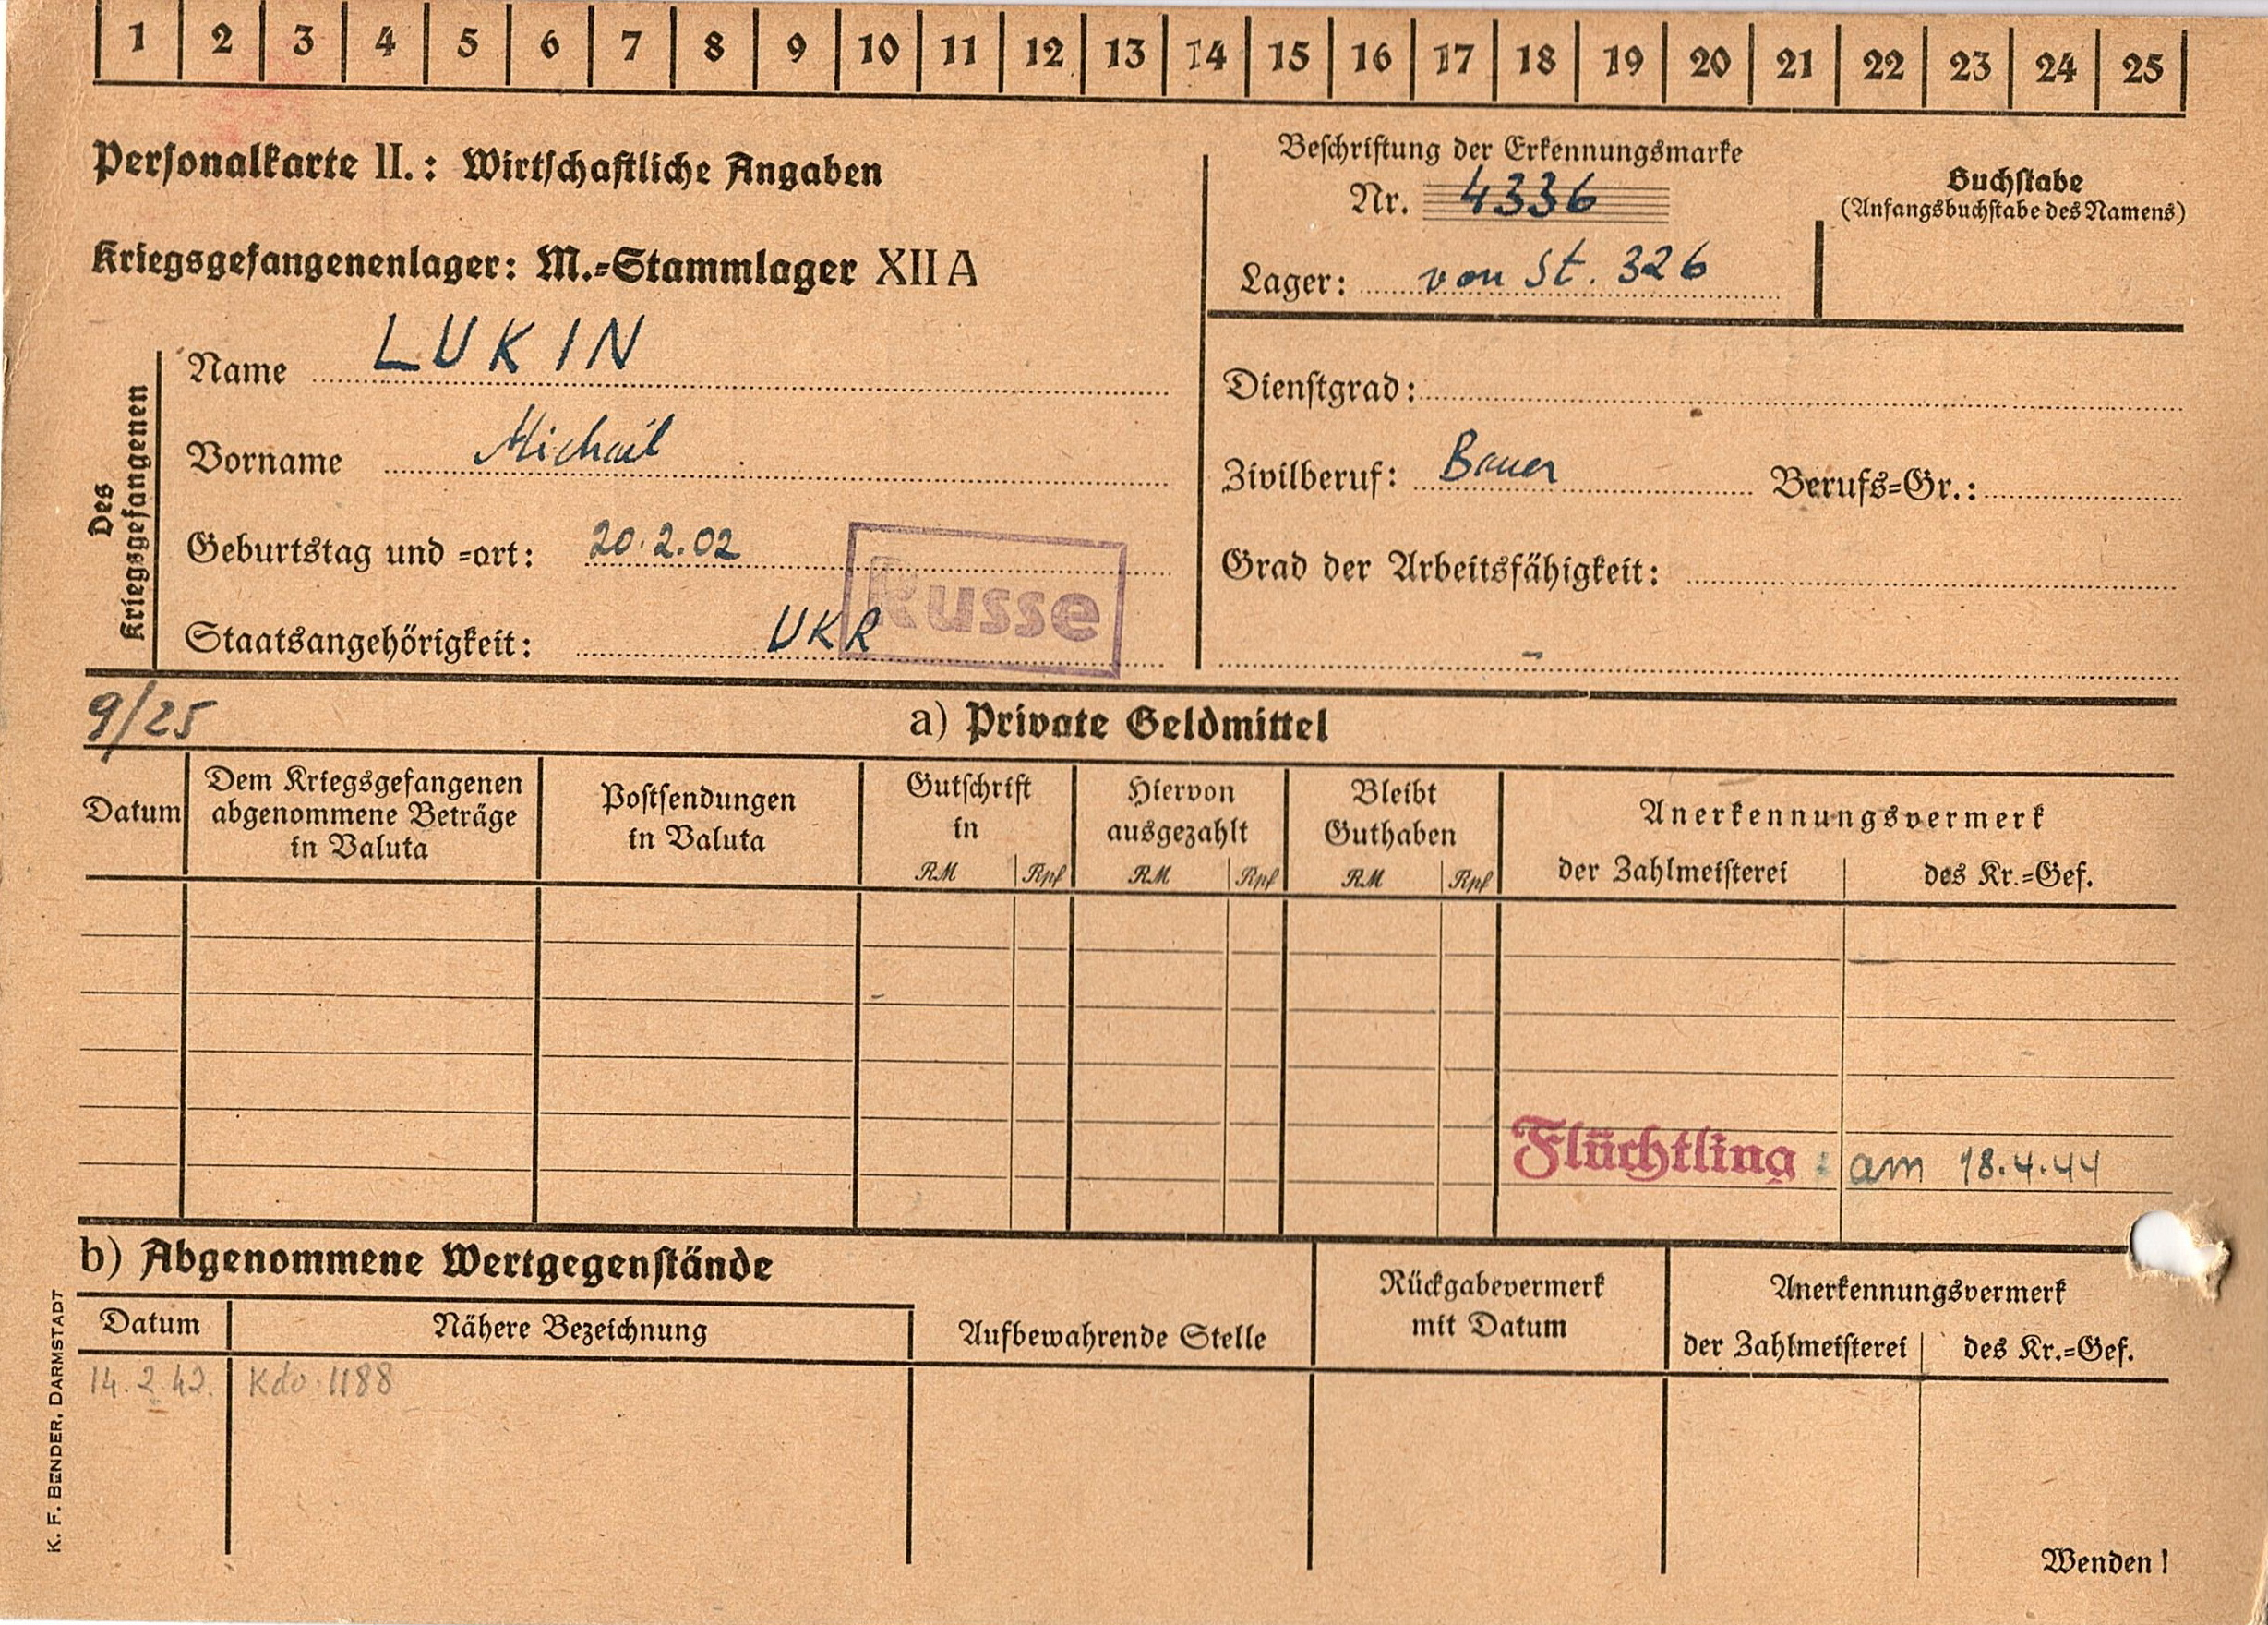 1 2 3 4 5 6 7 8 9 10 11 12 13 14 15 16 17 18 19 20 21 22 23 24 25
Personalkarte II.: Wirtschaftliche Angaben
Kriegsgefangenenlager: M.-Stammlager XII A
Beschriftung der Erkennungsmarke
Nr. 4336
Lager: von St. 326
Buchstabe
(Anfangsbuchstabe des Namens)
Des
Kriegsgefangenen
Name LUKIN
Vorname Michail
Geburtstag und -ort: 20.2.02
Staatsangehörigkeit: UKR
Russe
Dienstgrad:
Zivilberuf: Bauer Berufs-Gr.:
Grad der Arbeitsfähigkeit:
9/25
a) Private Geldmittel
Datum
Dem Kriegsgefangenen
abgenommene Beträge
in Valuta
Postsendungen
in Valuta
Gutschrift
in
RM Rpf
Hiervon
ausgezahlt
RM Rpf
Bleibt
Guthaben
RM Rpf
Anerkennungsvermerk
der Zahlmeisterei des Kr.-Gef.
Flüchtling : am 18.4.44
b) Abgenommene Wertgegenstände
Datum Nähere Bezeichnung
Aufbewahrende Stelle
Rückgabevermerk
mit Datum
Anerkennungsvermerk
der Zahlmeisterei des Kr.-Gef.
14.2.42. Kdo. 1188
K. F. BENDER, DARMSTADT
Wenden!